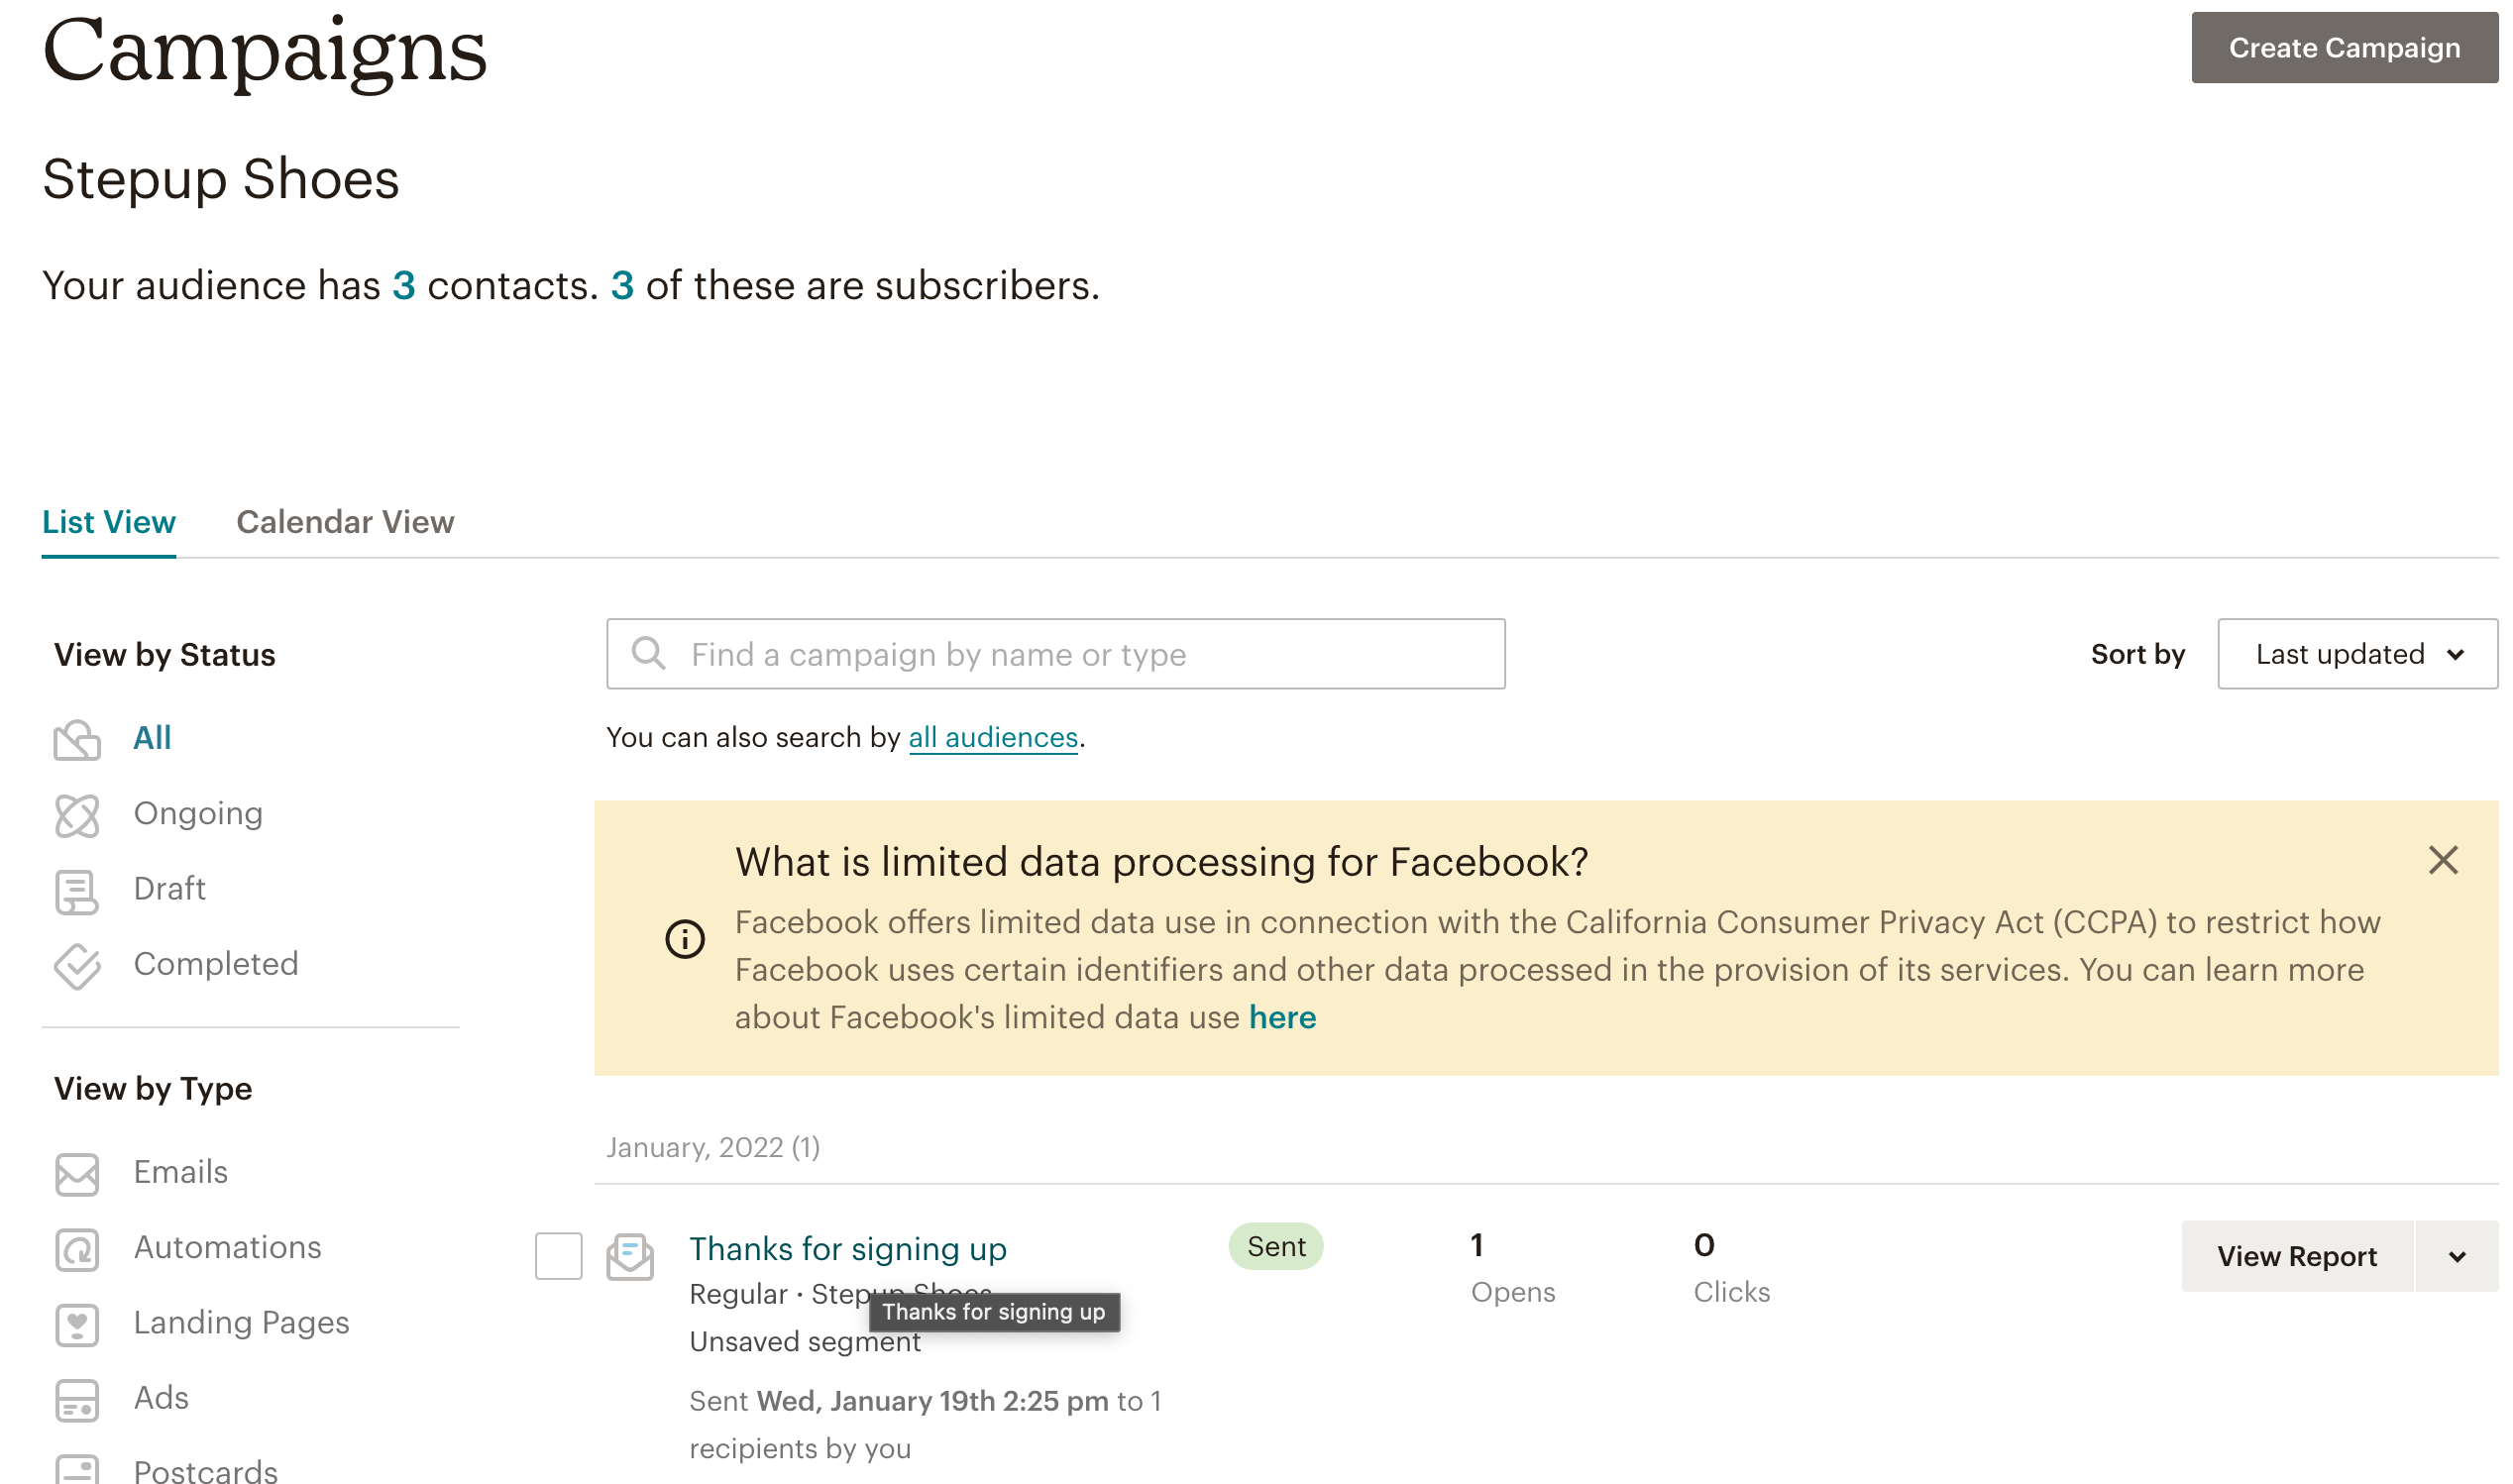 Campaigns
Create Campaign
Stepup Shoes
Your audience has 3 contacts. 3 of these are subscribers.
List View
Calendar View
View by Status
All
Ongoing
Draft
Completed
View by Type
Emails
Automations
Landing Pages
Ads
Postcards
Find a campaign by name or type
Sort by
Last updated
You can also search by all audiences.
What is limited data processing for Facebook?
Facebook offers limited data use in connection with the California Consumer Privacy Act (CCPA) to restrict how
Facebook uses certain identifiers and other data processed in the provision of its services. You can learn more
about Facebook's limited data use here
January, 2022 (1)
Thanks for signing up
Regular • Stepup Shoes
Thanks for signing up
Unsaved segment
Sent Wed, January 19th 2:25 pm to 1
recipients by you
Sent
1
Opens
0
Clicks
View Report